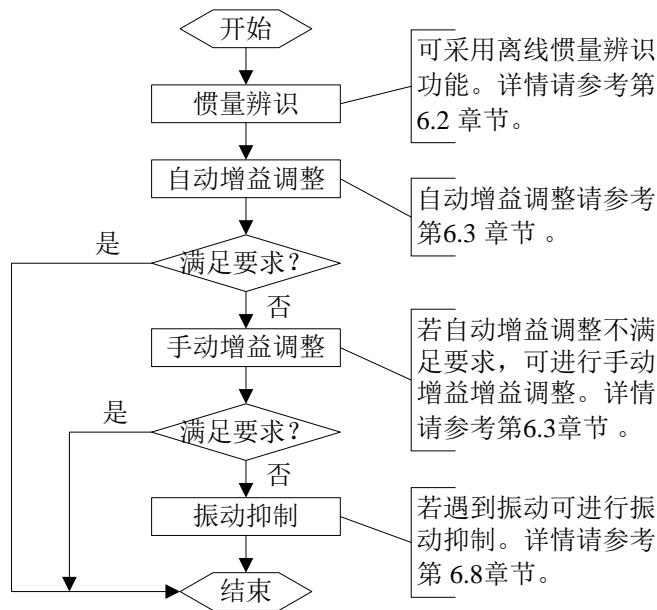 开始
可采用离线惯量辨识
功能。详情请参考第
6.2 章节。
惯量辨识
自动增益调整
自动增益调整请参考
第6.3 章节 。
是
满足要求？
否
手动增益调整
若自动增益调整不满
足要求，可进行手动
增益增益调整。详情
请参考第6.3章节 。
是
满足要求？
否
振动抑制
若遇到振动可进行振
动抑制。详情请参考
第 6.8章节。
结束